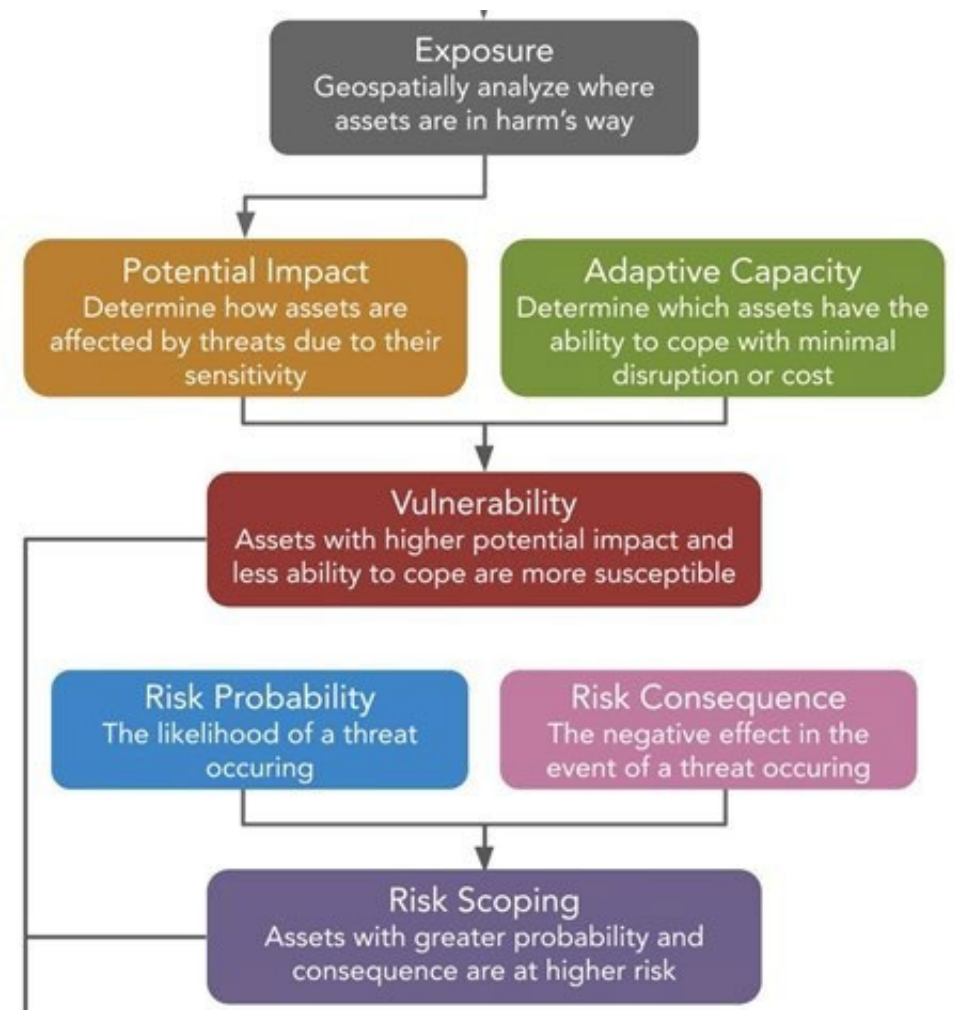 Exposure
Geospatially analyze where
assets are in harm's way
Potential Impact
Determine how assets are
affected by threats due to their
sensitivity
Adaptive Capacity
Determine which assets have the
ability to cope with minimal
disruption or cost
Vulnerability
Assets with higher potential impact and
less ability to cope are more susceptible
Risk Probability
The likelihood of a threat
occuring
Risk Consequence
The negative effect in the
event of a threat occuring
Risk Scoping
Assets with greater probability and
consequence are at higher risk